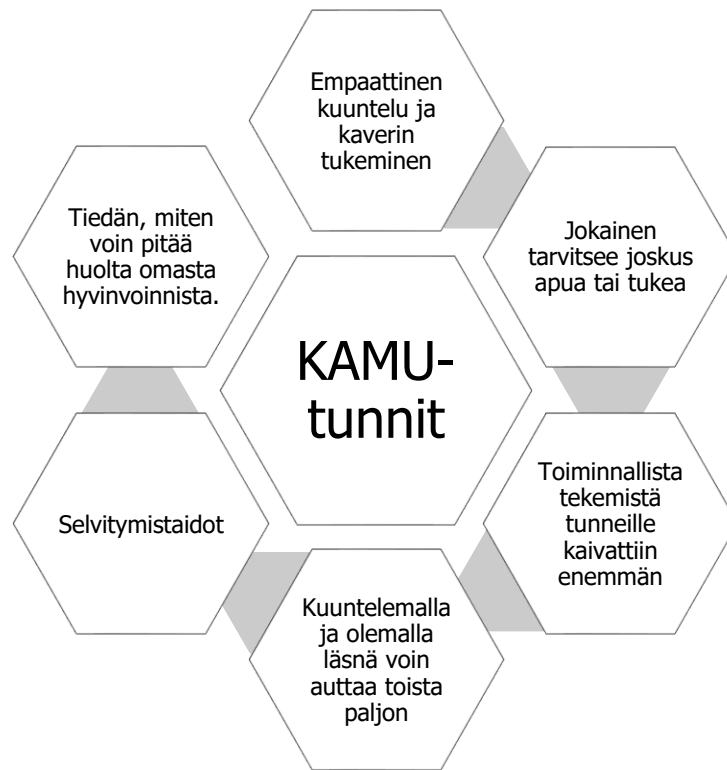 Empaattinen
kuuntelu ja
kaverin
tukeminen
Jokainen
tarvitsee joskus
apua tai tukea
Toiminnallista
tekemistä
tunneille
kaivattiin
enemmän
Kuuntelemalla
ja olemalla
läsnä voin
auttaa toista
paljon
Selvitymistaidot
Tiedän, miten
voin pitää
huolta omasta
hyvinvoinnista.
KAMU-
tunnit